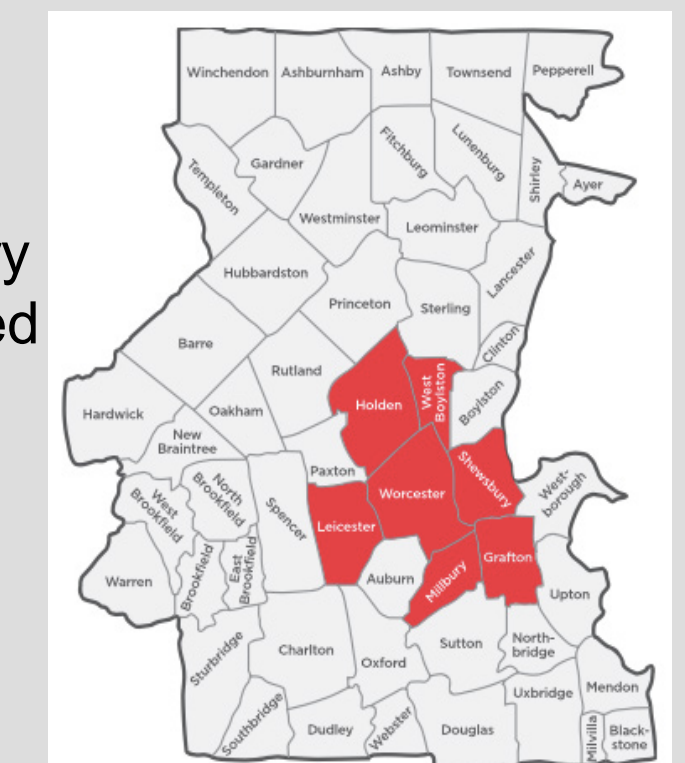 ry
ed
Winchendon
Ashburnham
Ashby
Townsend
Pepperell
Templeton
Gardner
Fitchburg
Lunenburg
Shirley
Ayer
Westminster
Leominster
Hubbardston
Lancester
Princeton
Sterling
Barre
Rutland
Clinton
Holden
West
Boylston
Boylston
Hardwick
Oakham
New
Braintree
Paxton
Worcester
Shewsbury
West-
borough
West
Brookfield
North
Brookfield
Spencer
Leicester
Warren
Brookfield
East
Brookfield
Auburn
Millbury
Grafton
Upton
Sturbridge
Charlton
Oxford
Sutton
North-
bridge
Southbridge
Dudley
Webster
Douglas
Uxbridge
Mendon
Milvilla
Black-
stone